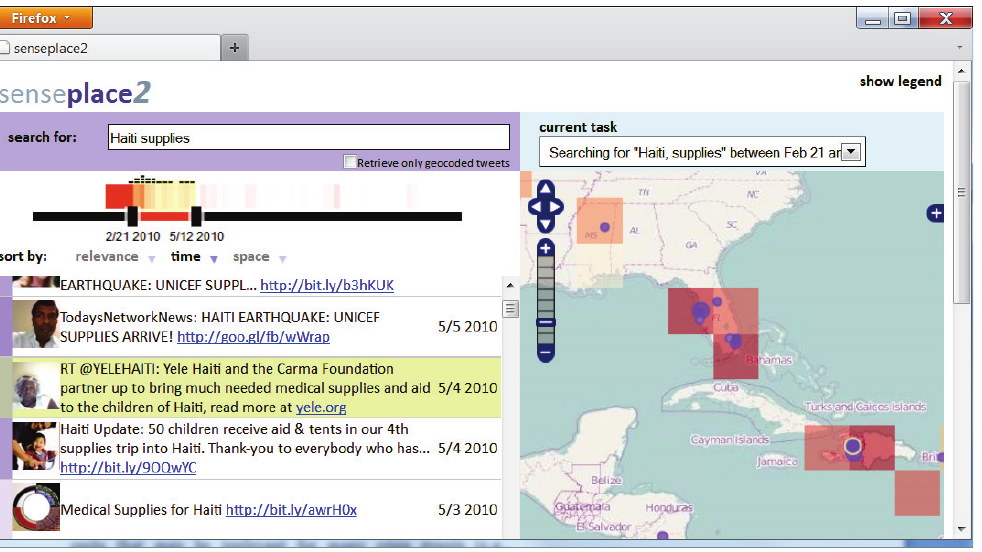 Firefox
senseplace2
show legend
senseplace2
search for:
Haiti supplies
Retrieve only geocoded tweets
current task
Searching for "Haiti, supplies" between Feb 21 an
2/21 2010 5/12 2010
sort by: relevance time space
EARTHQUAKE: UNICEF SUPPL... http://bit.ly/b3hKUK
TodaysNetworkNews: HAITI EARTHQUAKE: UNICEF
SUPPLIES ARRIVE! http://goo.gl/fb/wWrap
5/5 2010
RT @YELEHAITI: Yele Haiti and the Carma Foundation
partner up to bring much needed medical supplies and aid
to the children of Haiti, read more at yele.org
5/4 2010
Haiti Update: 50 children receive aid & tents in our 4th
supplies trip into Haiti. Thank-you to everybody who has...
http://bit.ly/9OQwYC
5/4 2010
Medical Supplies for Haiti http://bit.ly/awrH0x
5/3 2010
VA
TN
NC
MS
AL
GA
SC
FL
Bahamas
Cuba
Turks and Caicos Islands
Cayman Islands
Jamaica
Bri
Belize
Guatemala
Honduras
El Salvador